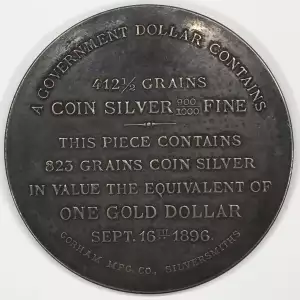 A GOVERNMENT DOLLAR CONTAINS
412½ GRAINS
COIN SILVER 900/1000 FINE
THIS PIECE CONTAINS
823 GRAINS COIN SILVER
IN VALUE THE EQUIVALENT OF
ONE GOLD DOLLAR
SEPT. 16TH 1896.
GORHAM MFG. CO., SILVERSMITHS